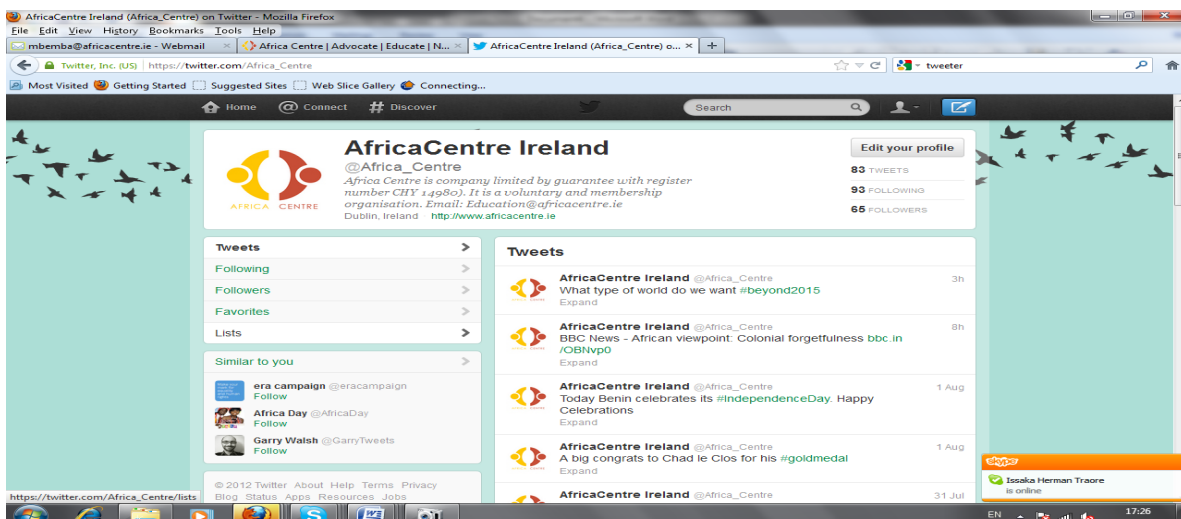 AfricaCentre Ireland (Africa_Centre) on Twitter - Mozilla Firefox
File Edit View History Bookmarks Tools Help
mbemba@africacentre.ie - Webmail × Africa Centre | Advocate | Educate | N... × AfricaCentre Ireland (Africa_Centre) o... × +
Twitter, Inc. (US) https://twitter.com/Africa_Centre tweeter
Most Visited Getting Started Suggested Sites Web Slice Gallery Connecting...
Home @ Connect # Discover Search
AfricaCentre Ireland
@Africa_Centre
Africa Centre is company limited by guarantee with register
number CHY 14980). It is a voluntary and membership
organisation. Email: Education@africacentre.ie
Dublin, Ireland · http://www.africacentre.ie
AFRICA CENTRE
Edit your profile
83 TWEETS
93 FOLLOWING
65 FOLLOWERS
Tweets
Following
Followers
Favorites
Lists
Similar to you
era campaign @eracampaign
Follow
Africa Day @AfricaDay
Follow
Garry Walsh @GarryTweets
Follow
© 2012 Twitter About Help Terms Privacy
Blog Status Apps Resources Jobs
Tweets
AfricaCentre Ireland @Africa_Centre 3h
What type of world do we want #beyond2015
Expand
AfricaCentre Ireland @Africa_Centre 8h
BBC News - African viewpoint: Colonial forgetfulness bbc.in
/OBNvp0
Expand
AfricaCentre Ireland @Africa_Centre 1 Aug
Today Benin celebrates its #IndependenceDay. Happy
Celebrations
Expand
AfricaCentre Ireland @Africa_Centre 1 Aug
A big congrats to Chad le Clos for his #goldmedal
Expand
AfricaCentre Ireland @Africa_Centre 31 Jul
https://twitter.com/Africa_Centre/lists
skype
Issaka Herman Traore
is online
EN 17:26